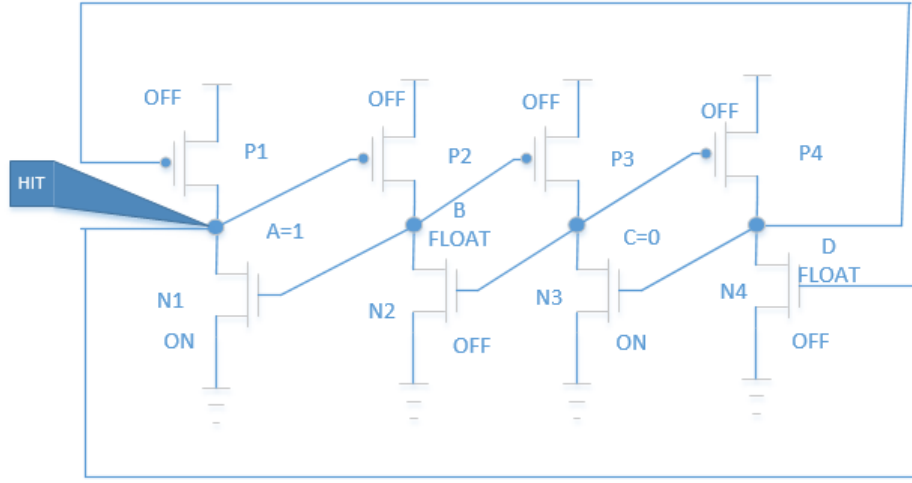 OFF
OFF
OFF
OFF
P1
P2
P3
P4
HIT
A=1
B
FLOAT
C=0
D
FLOAT
N1
N2
N3
N4
ON
OFF
ON
OFF